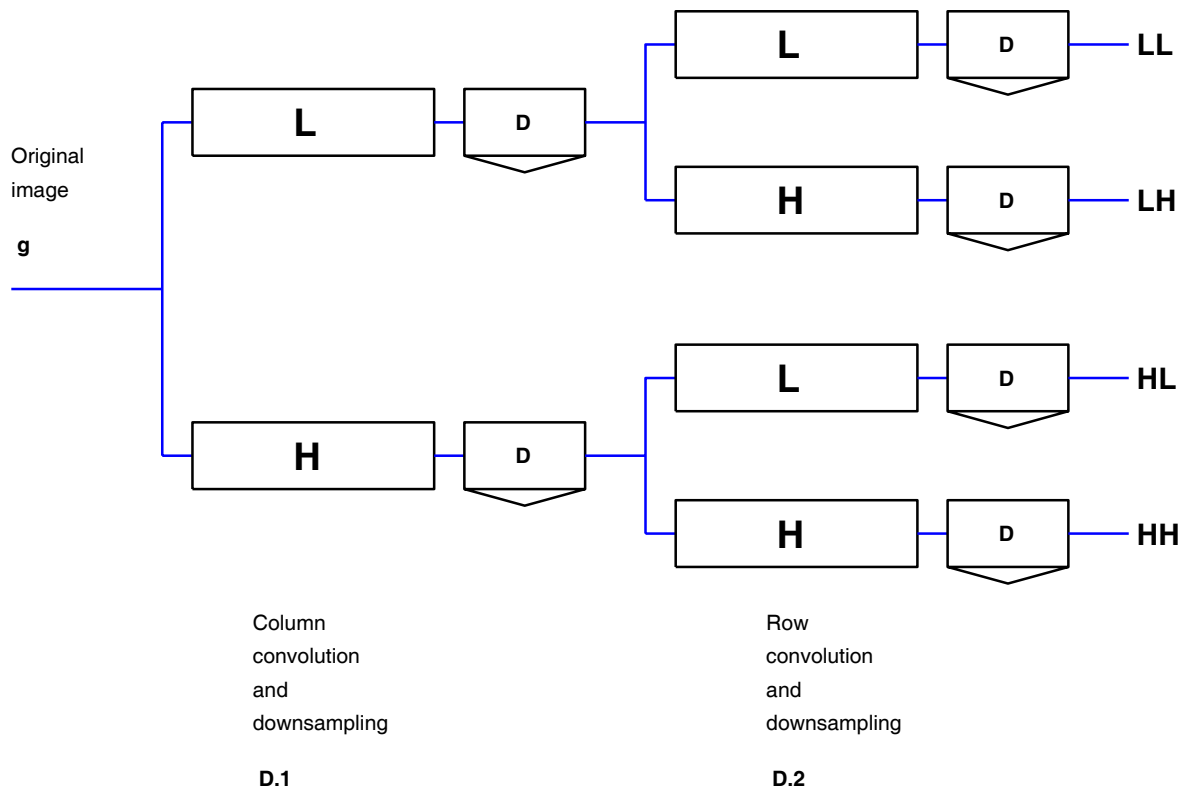 L D LL
L D
Original
image
H D LH
g
L D HL
H D
H D HH
Column
convolution
and
downsampling
D.1
Row
convolution
and
downsampling
D.2